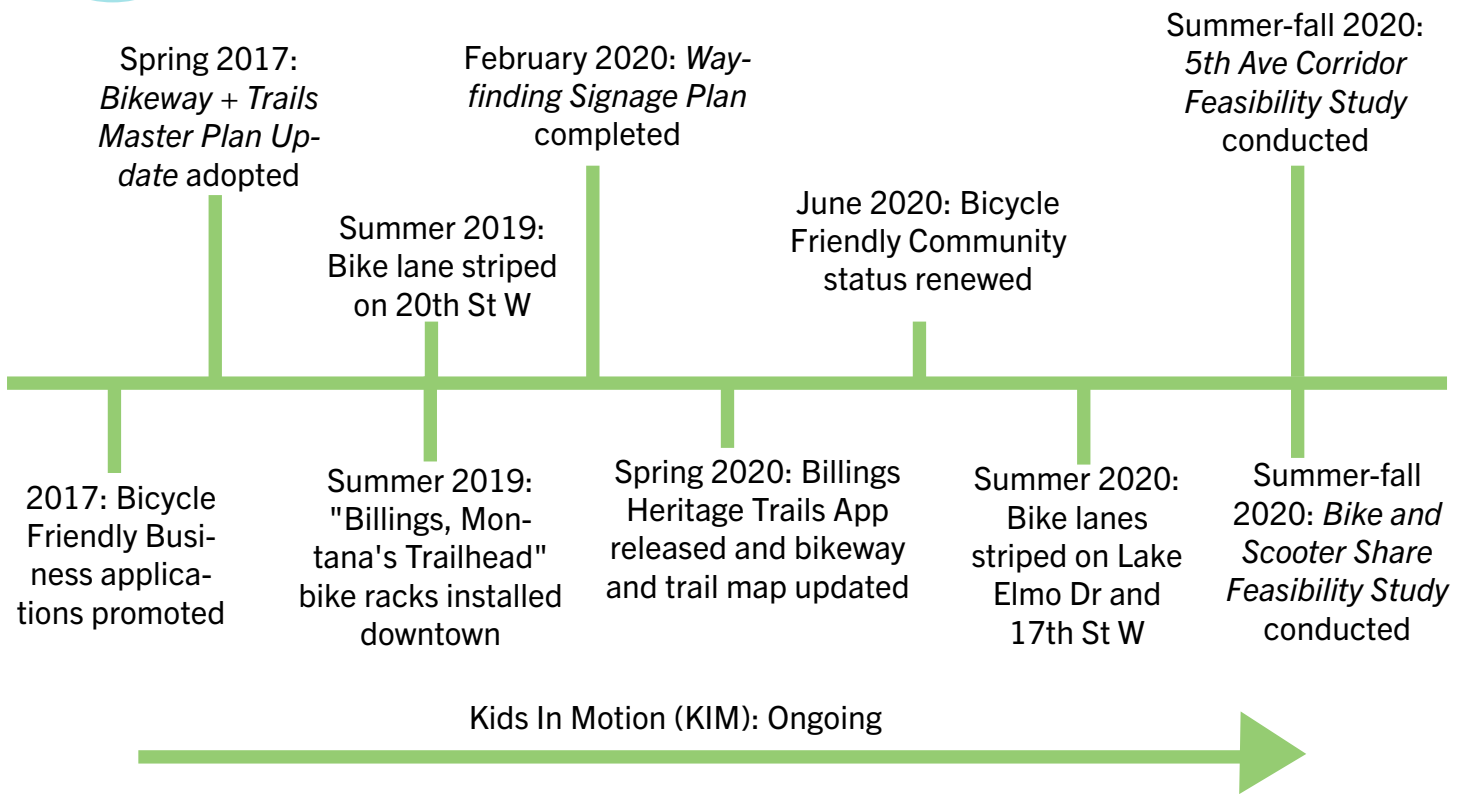 Spring 2017:
Bikeway + Trails
Master Plan Up-
date adopted
February 2020: Way-
finding Signage Plan
completed
Summer-fall 2020:
5th Ave Corridor
Feasibility Study
conducted
Summer 2019:
Bike lane striped
on 20th St W
June 2020: Bicycle
Friendly Community
status renewed
2017: Bicycle
Friendly Busi-
ness applica-
tions promoted
Summer 2019:
"Billings, Mon-
tana's Trailhead"
bike racks installed
downtown
Spring 2020: Billings
Heritage Trails App
released and bikeway
and trail map updated
Summer 2020:
Bike lanes
striped on Lake
Elmo Dr and
17th St W
Summer-fall
2020: Bike and
Scooter Share
Feasibility Study
conducted
Kids In Motion (KIM): Ongoing